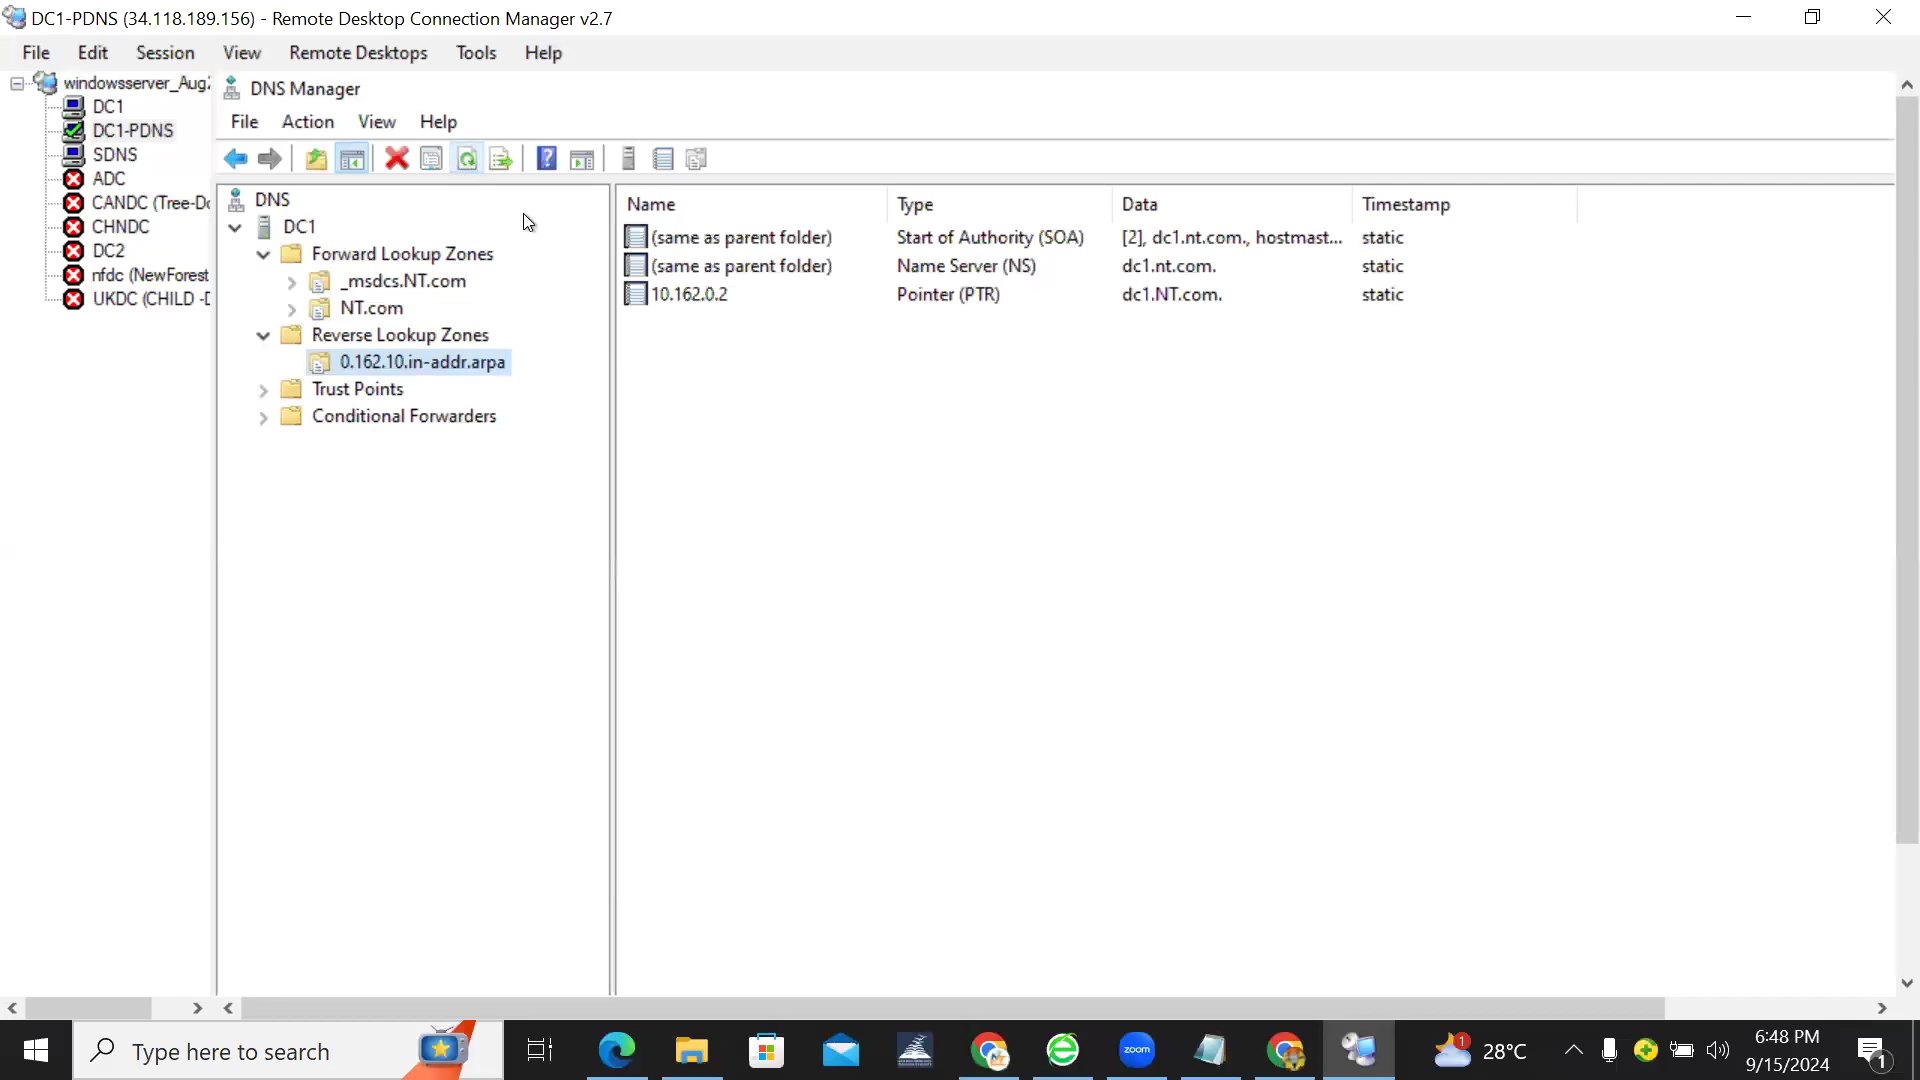 DC1-PDNS (34.118.189.156) - Remote Desktop Connection Manager v2.7
File Edit Session View Remote Desktops Tools Help
windowsserver_Aug
DC1
DC1-PDNS
SDNS
ADC
CANDC (Tree-Do
CHNDC
DC2
nfdc (NewForest
UKDC (CHILD -D
DNS Manager
File Action View Help
DNS
DC1
Forward Lookup Zones
_msdcs.NT.com
NT.com
Reverse Lookup Zones
0.162.10.in-addr.arpa
Trust Points
Conditional Forwarders
Name Type Data Timestamp
(same as parent folder) Start of Authority (SOA) [2], dc1.nt.com., hostmast... static
(same as parent folder) Name Server (NS) dc1.nt.com. static
10.162.0.2 Pointer (PTR) dc1.NT.com. static
Type here to search
zoom
1
28°C
6:48 PM
9/15/2024
1